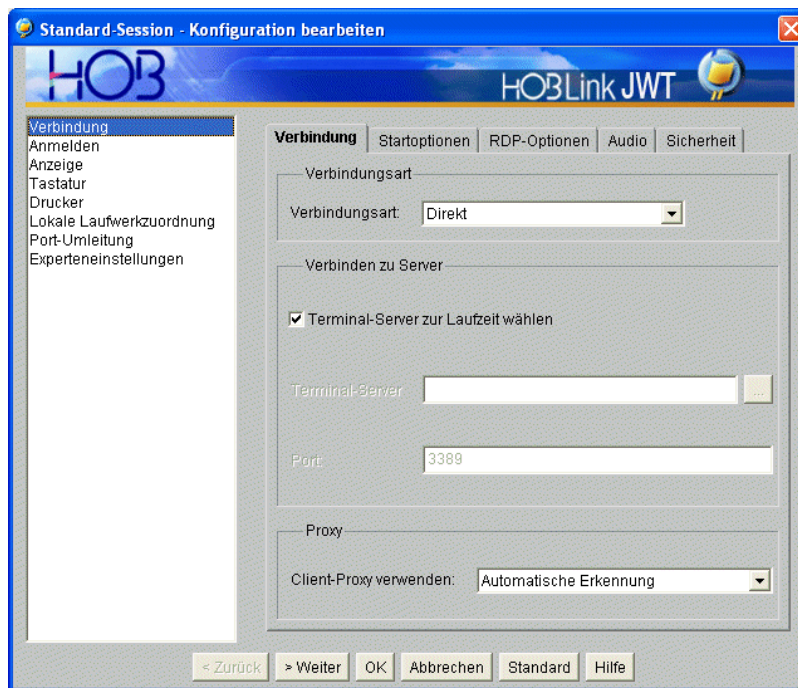 Standard-Session - Konfiguration bearbeiten
HOB
HOBLink JWT
Verbindung
Anmelden
Anzeige
Tastatur
Drucker
Lokale Laufwerkzuordnung
Port-Umleitung
Experteneinstellungen
Verbindung Startoptionen RDP-Optionen Audio Sicherheit
Verbindungsart
Verbindungsart: Direkt
Verbinden zu Server
Terminal-Server zur Laufzeit wählen
Terminal-Server ...
Port: 3389
Proxy
Client-Proxy verwenden: Automatische Erkennung
< Zurück > Weiter OK Abbrechen Standard Hilfe